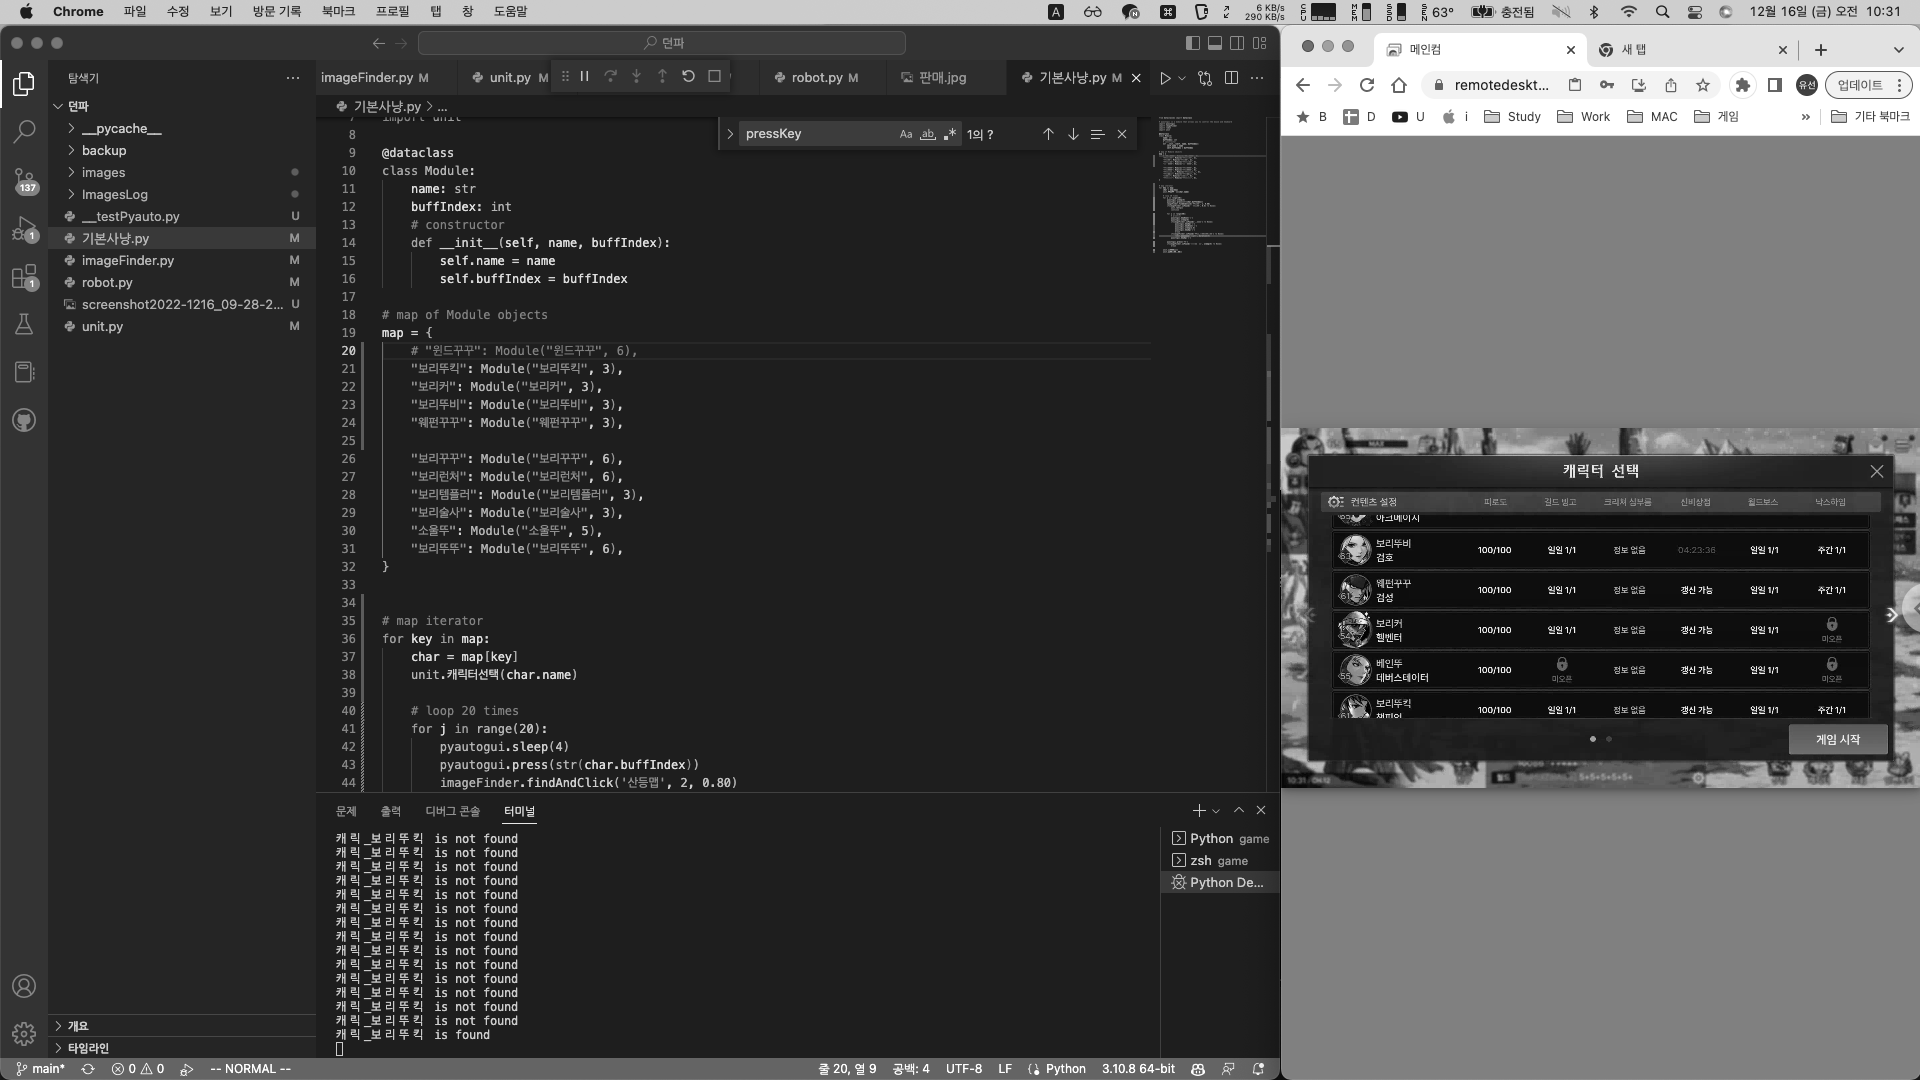 Chrome 파일 수정 보기 방문 기록 북마크 프로필 탭 창 도움말
A
6 KB/s
290 KB/s
63°
충전됨
12월 16일 (금) 오전 10:31
던파
탐색기
던파
__pycache__
backup
images
ImagesLog
__testPyauto.py U
기본사냥.py M
imageFinder.py M
robot.py M
screenshot2022-1216_09-28-2... U
unit.py M
137
1
1
개요
타임라인
imageFinder.py M
unit.py M
robot.py M
판매.jpg
기본사냥.py M
기본사냥.py > ...
pressKey
Aa ab
1의 ?
7 import unit
8
9 @dataclass
10 class Module:
11 name: str
12 buffIndex: int
13 # constructor
14 def __init__(self, name, buffIndex):
15 self.name = name
16 self.buffIndex = buffIndex
17
18 # map of Module objects
19 map = {
20 # "윈드꾸꾸": Module("윈드꾸꾸", 6),
21 "보리뚜킥": Module("보리뚜킥", 3),
22 "보리커": Module("보리커", 3),
23 "보리뚜비": Module("보리뚜비", 3),
24 "웨펀꾸꾸": Module("웨펀꾸꾸", 3),
25
26 "보리꾸꾸": Module("보리꾸꾸", 6),
27 "보리런처": Module("보리런처", 6),
28 "보리템플러": Module("보리템플러", 3),
29 "보리술사": Module("보리술사", 3),
30 "소울뚜": Module("소울뚜", 5),
31 "보리뚜뚜": Module("보리뚜뚜", 6),
32 }
33
34
35 # map iterator
36 for key in map:
37 char = map[key]
38 unit.캐릭터선택(char.name)
39
40 # loop 20 times
41 for j in range(20):
42 pyautogui.sleep(4)
43 pyautogui.press(str(char.buffIndex))
44 imageFinder.findAndClick('산등맵', 2, 0.80)
문제 출력 디버그 콘솔 터미널
캐릭_보리뚜킥 is not found
캐릭_보리뚜킥 is not found
캐릭_보리뚜킥 is not found
캐릭_보리뚜킥 is not found
캐릭_보리뚜킥 is not found
캐릭_보리뚜킥 is not found
캐릭_보리뚜킥 is not found
캐릭_보리뚜킥 is not found
캐릭_보리뚜킥 is not found
캐릭_보리뚜킥 is not found
캐릭_보리뚜킥 is not found
캐릭_보리뚜킥 is not found
캐릭_보리뚜킥 is not found
캐릭_보리뚜킥 is not found
캐릭_보리뚜킥 is found
Python game
zsh game
Python De...
main* 0 0 -- NORMAL --
줄 20, 열 9 공백: 4 UTF-8 LF Python 3.10.8 64-bit
메인컴
새 탭
remotedeskt...
유선
업데이트
B D U i Study Work MAC 게임 » 기타 북마크
캐릭터 선택
컨텐츠 설정 피로도 길드 빙고 크리처 심부름 신비상점 월드보스 낙스하임
아크메이지
63 보리뚜비 검호 100/100 일일 1/1 정보 없음 04:23:36 일일 1/1 주간 1/1
61 웨펀꾸꾸 검성 100/100 일일 1/1 정보 없음 갱신 가능 일일 1/1 주간 1/1
54 보리커 헬벤터 100/100 일일 1/1 정보 없음 갱신 가능 일일 1/1 미오픈
55 베인뚜 데버스테이터 100/100 미오픈 정보 없음 갱신 가능 일일 1/1 미오픈
61 보리뚜킥 챔피언 100/100 일일 1/1 정보 없음 갱신 가능 일일 1/1 주간 1/1
게임 시작